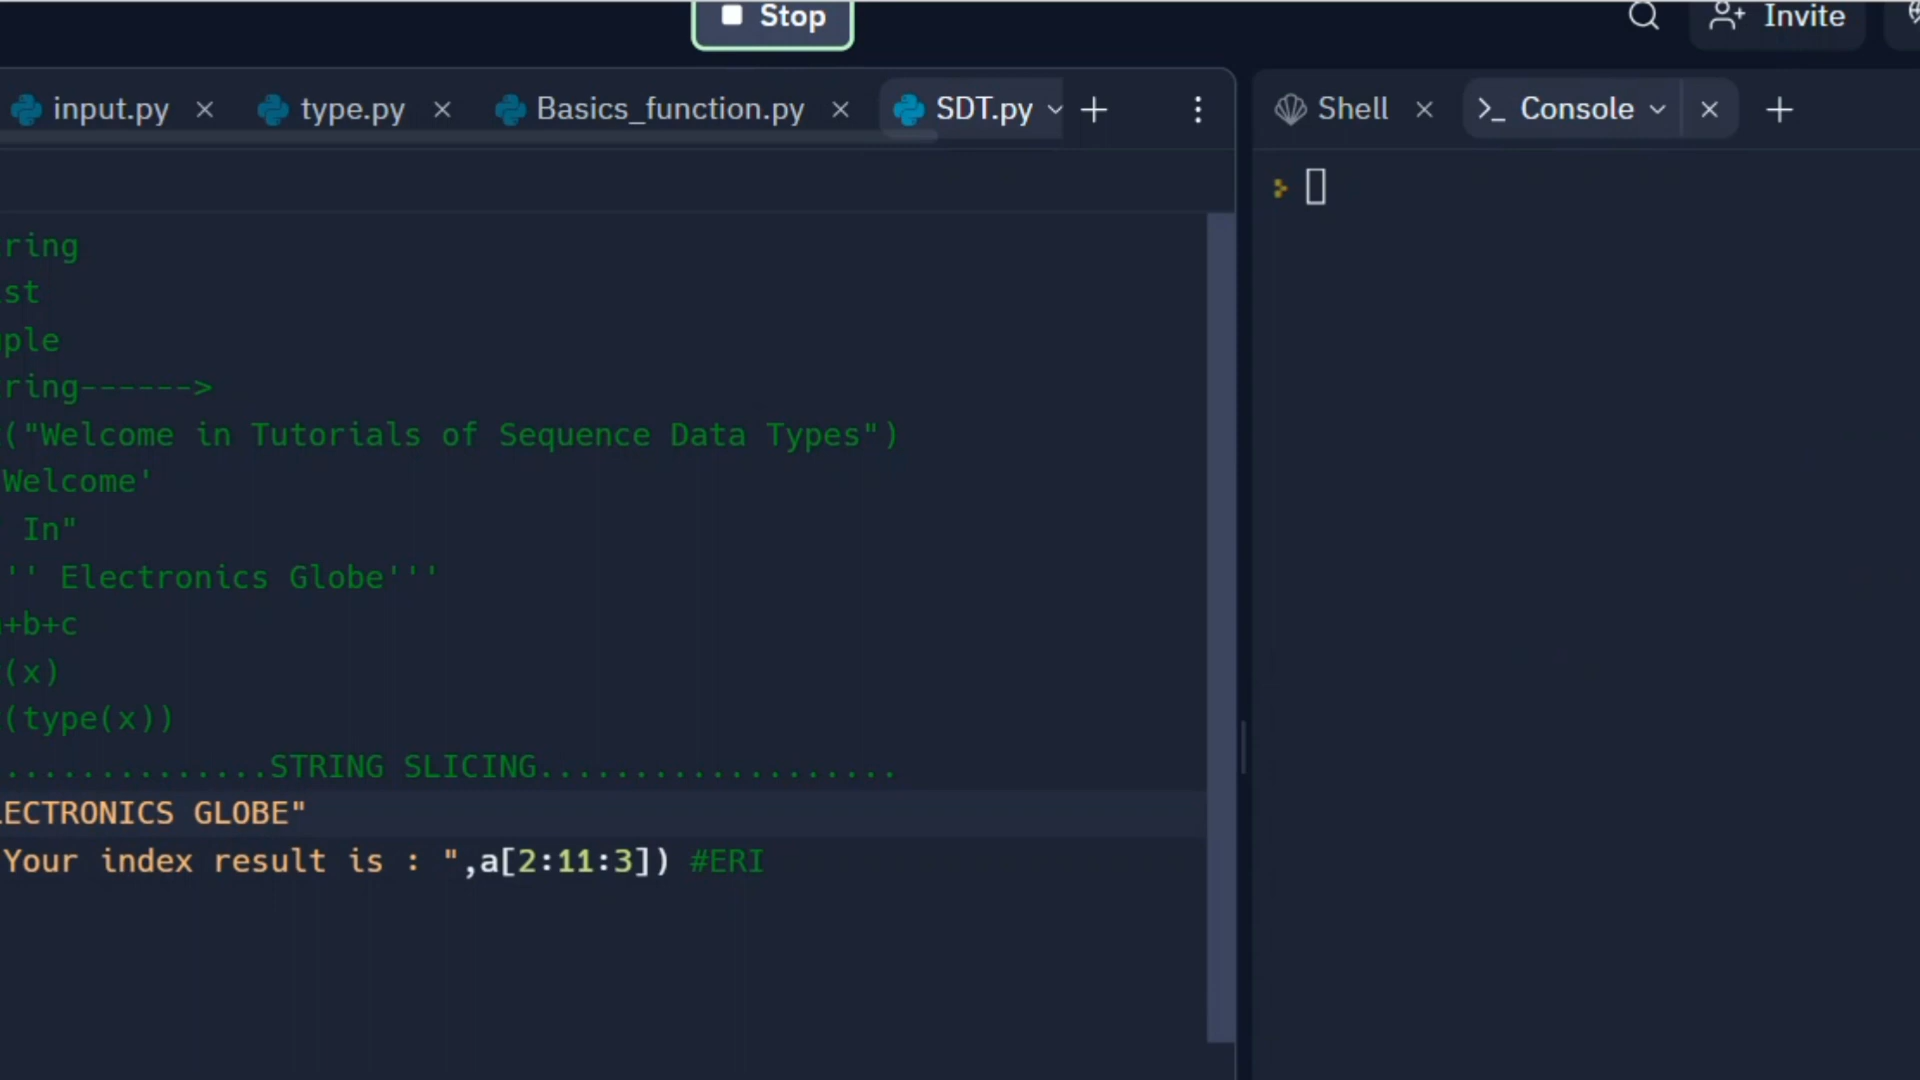 Stop
Invite
input.py
type.py
Basics_function.py
SDT.py
Shell
>_ Console
ring
st
ple
ring------>
("Welcome in Tutorials of Sequence Data Types")
Welcome'
In"
'' Electronics Globe'''
+b+c
(x)
(type(x))
..............STRING SLICING...................
ECTRONICS GLOBE"
Your index result is : ",a[2:11:3]) #ERI